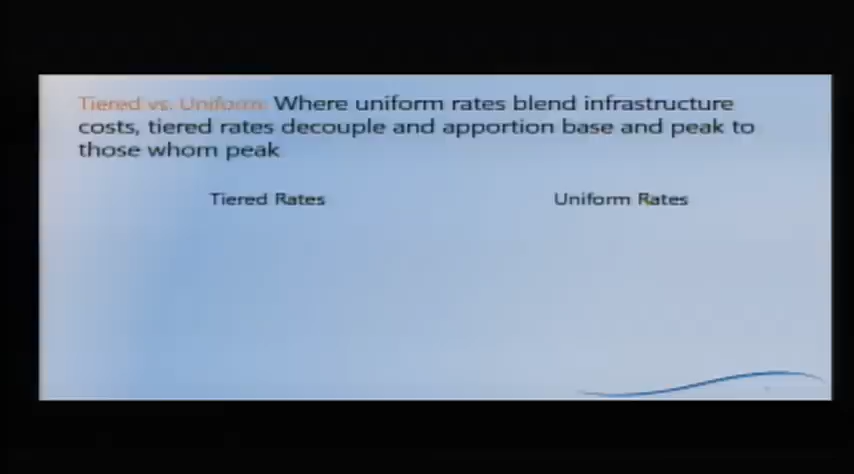 Tiered vs. Uniform: Where uniform rates blend infrastructure
costs, tiered rates decouple and apportion base and peak to
those whom peak
Tiered Rates
Uniform Rates